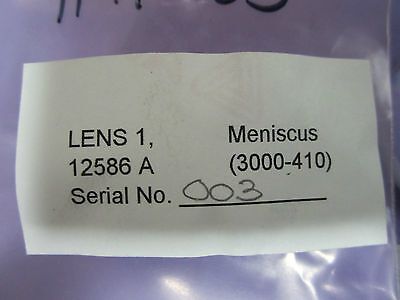 LENS 1, Meniscus
12586 A (3000-410)
Serial No. 003